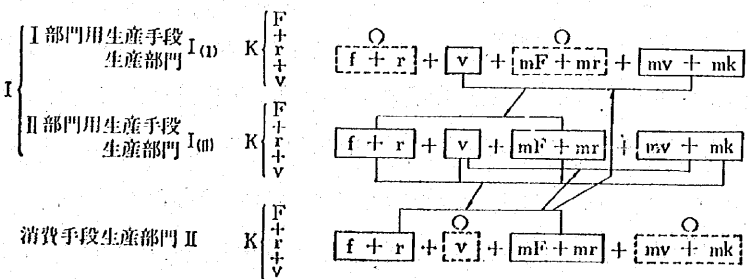 I
I部門用生産手段
生産部門 I(I) K{F+r+v f + r + v + mF + mr + mv + mk
II部門用生産手段
生産部門 I(II) K{F+r+v f + r + v + mF + mr + mv + mk
消費手段生産部門 II K{F+r+v f + r + v + mF + mr + mv + mk